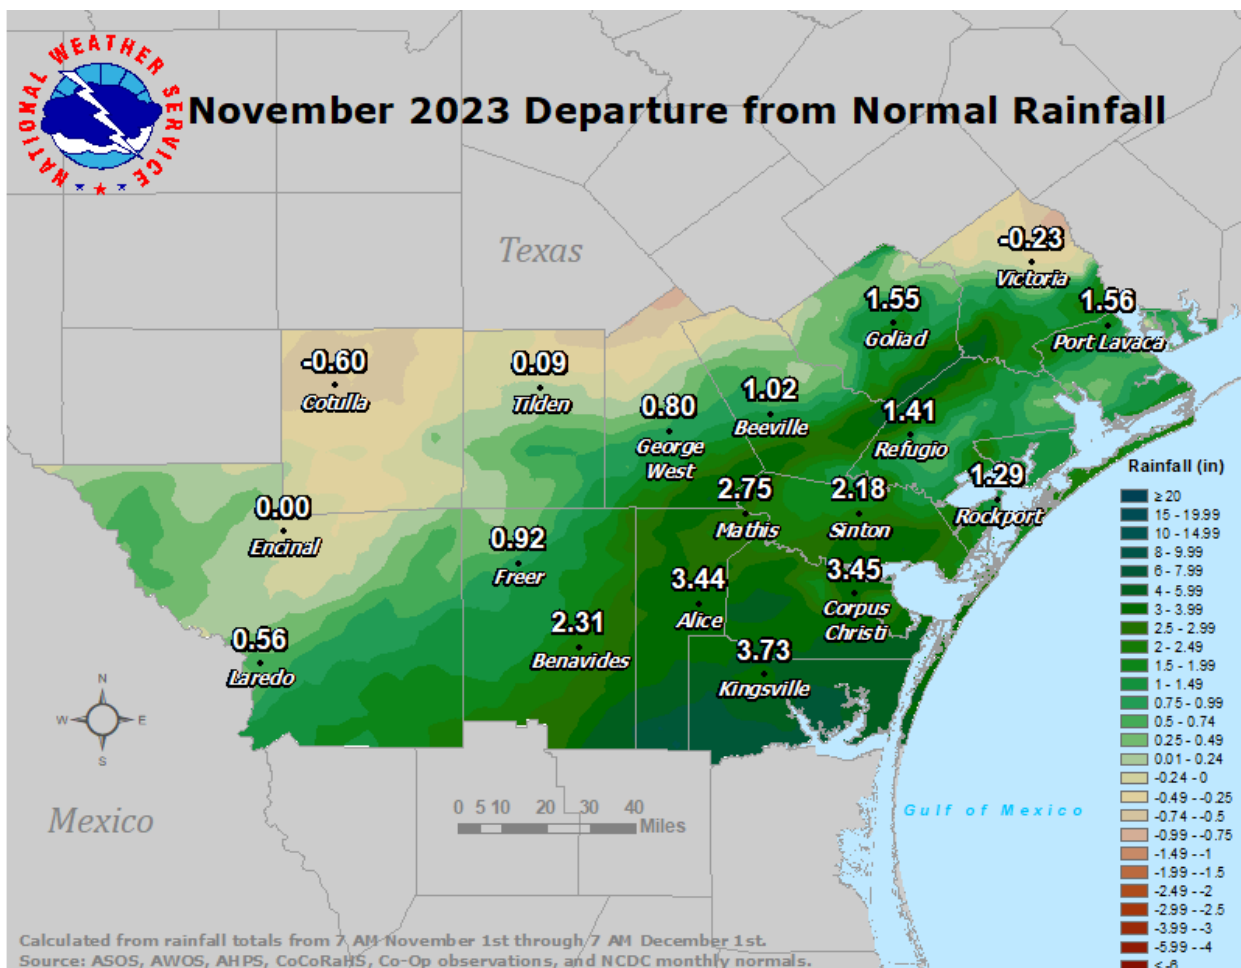 NATIONAL WEATHER SERVICE
November 2023 Departure from Normal Rainfall
Texas
-0.23
Victoria
1.55
Goliad
1.56
Port Lavaca
-0.60
Cotulla
0.09
Tilden
0.80
George
West
1.02
Beeville
1.41
Refugio
0.00
Encinal
0.92
Freer
2.75
Mathis
2.18
Sinton
1.29
Rockport
3.44
Alice
3.45
Corpus
Christi
0.56
Laredo
2.31
Benavides
3.73
Kingsville
N
W E
S
Mexico
0 5 10 20 30 40
Miles
Gulf of Mexico
Rainfall (in)
≥ 20
15 - 19.99
10 - 14.99
8 - 9.99
6 - 7.99
4 - 5.99
3 - 3.99
2.5 - 2.99
2 - 2.49
1.5 - 1.99
1 - 1.49
0.75 - 0.99
0.5 - 0.74
0.25 - 0.49
0.01 - 0.24
-0.24 - 0
-0.49 - -0.25
-0.74 - -0.5
-0.99 - -0.75
-1.49 - -1
-1.99 - -1.5
-2.49 - -2
-2.99 - -2.5
-3.99 - -3
-5.99 - -4
≤ -6
Calculated from rainfall totals from 7 AM November 1st through 7 AM December 1st.
Source: ASOS, AWOS, AHPS, CoCoRaHS, Co-Op observations, and NCDC monthly normals.